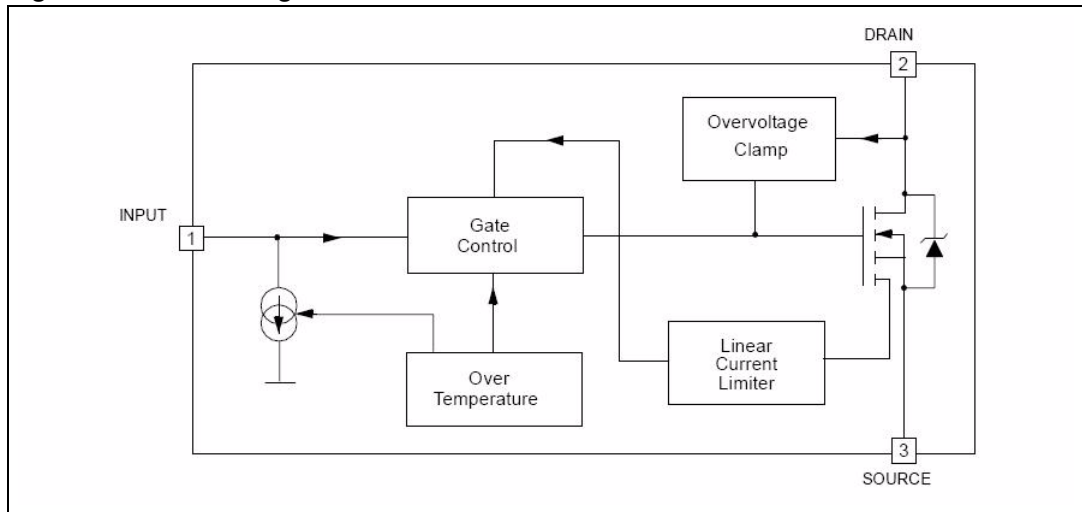 DRAIN
2
Overvoltage
Clamp
INPUT
1
Gate
Control
Over
Temperature
Linear
Current
Limiter
3
SOURCE